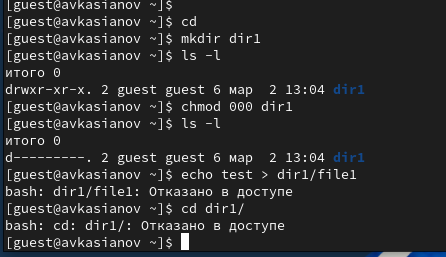 [guest@avkasianov ~]$
[guest@avkasianov ~]$ cd
[guest@avkasianov ~]$ mkdir dir1
[guest@avkasianov ~]$ ls -l
итого 0
drwxr-xr-x. 2 guest guest 6 мар  2 13:04 dir1
[guest@avkasianov ~]$ chmod 000 dir1
[guest@avkasianov ~]$ ls -l
итого 0
d---------. 2 guest guest 6 мар  2 13:04 dir1
[guest@avkasianov ~]$ echo test > dir1/file1
bash: dir1/file1: Отказано в доступе
[guest@avkasianov ~]$ cd dir1/
bash: cd: dir1/: Отказано в доступе
[guest@avkasianov ~]$